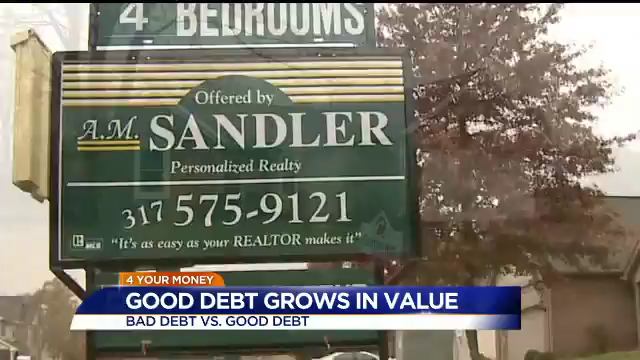 4 BEDROOMS
Offered by
A.M. SANDLER
Personalized Realty
317 575-9121
"It's as easy as your REALTOR makes it"
4 YOUR MONEY
GOOD DEBT GROWS IN VALUE
BAD DEBT VS. GOOD DEBT